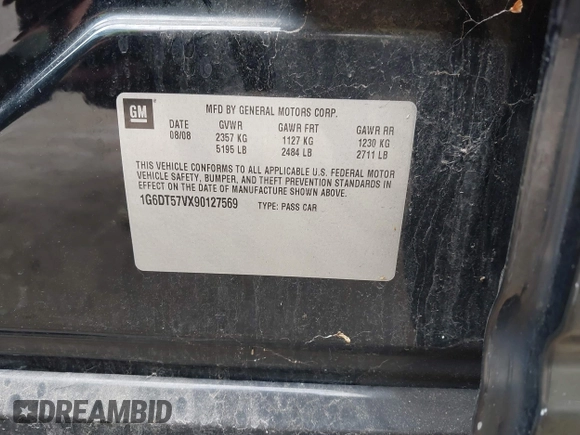 GM
MFD BY GENERAL MOTORS CORP.
DATE GVWR GAWR FRT GAWR RR
08/08 2357 KG 1127 KG 1230 KG
5195 LB 2484 LB 2711 LB
THIS VEHICLE CONFORMS TO ALL APPLICABLE U.S. FEDERAL MOTOR
VEHICLE SAFETY, BUMPER, AND THEFT PREVENTION STANDARDS IN
EFFECT ON THE DATE OF MANUFACTURE SHOWN ABOVE.
1G6DT57VX90127569 TYPE: PASS CAR
DREAMBID